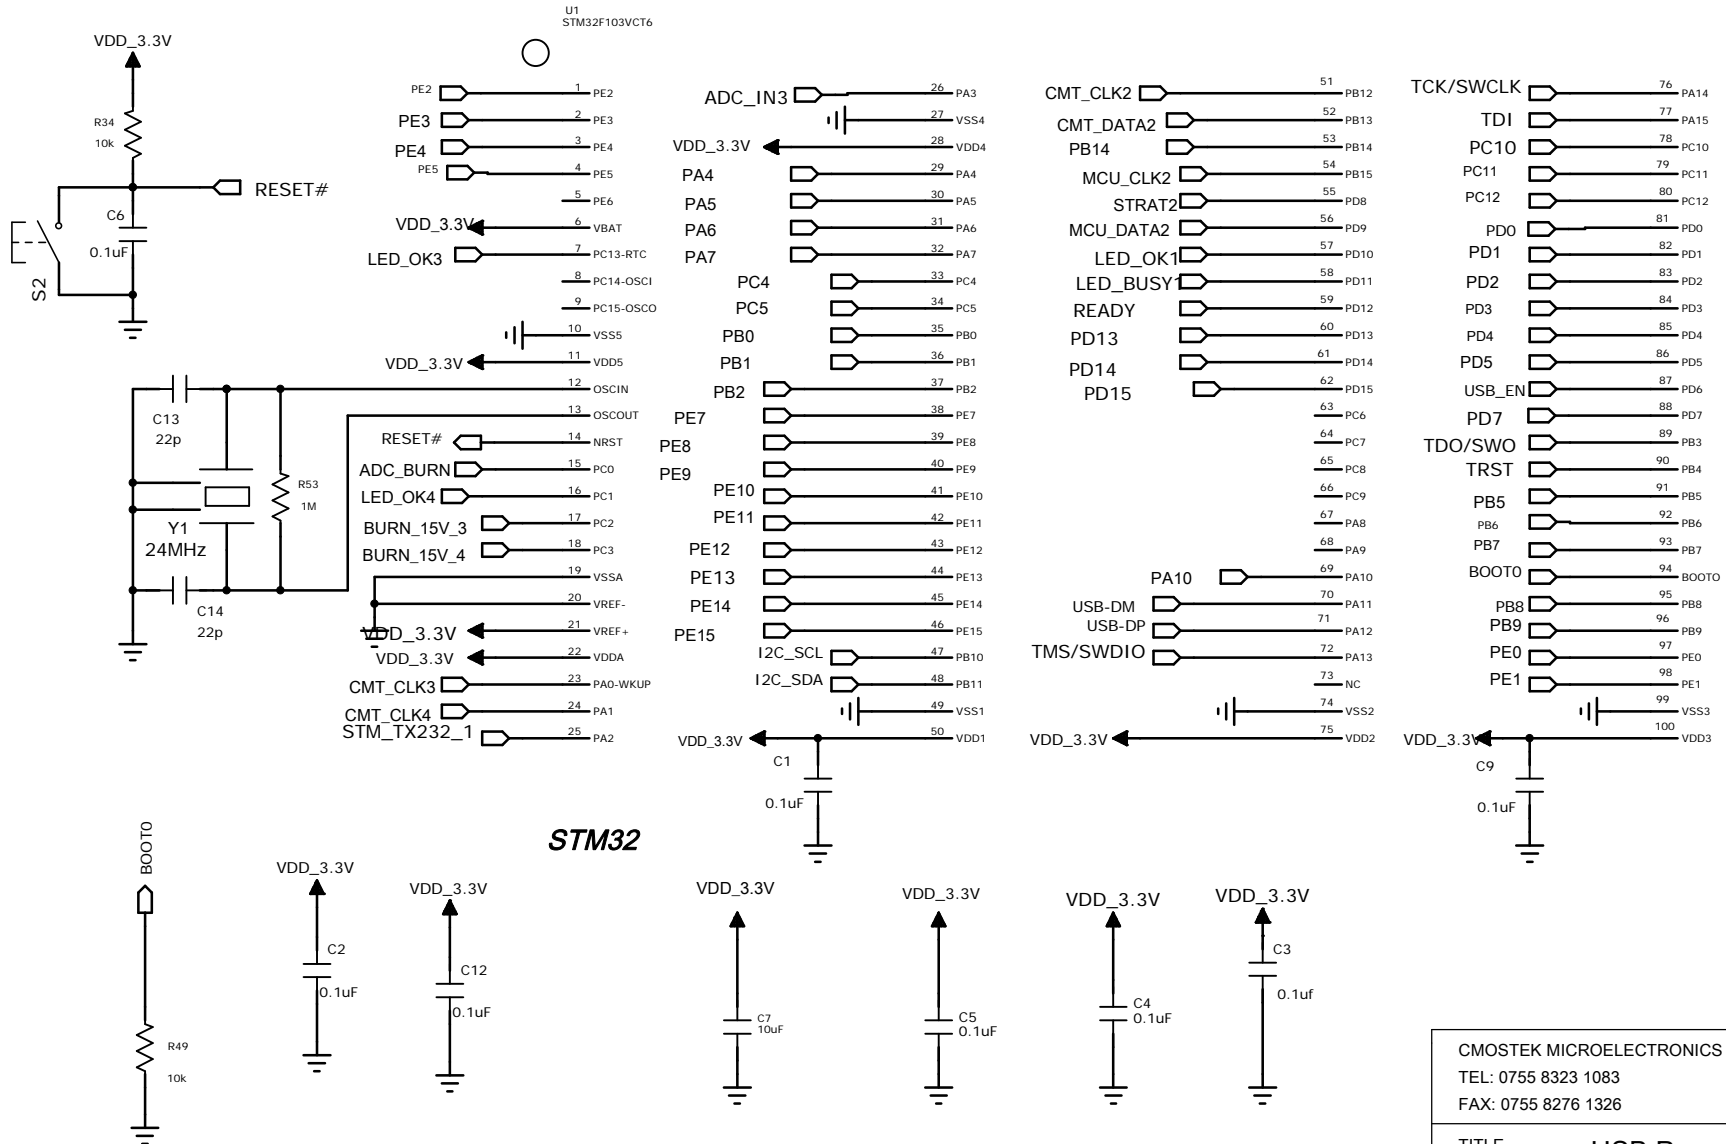 U1
STM32F103VCT6
VDD_3.3V
R34
10k
RESET#
C6
0.1uF
S2
PE2 1 PE2
PE3 2 PE3
PE4 3 PE4
PE5 4 PE5
5 PE6
VDD_3.3V 6 VBAT
LED_OK3 7 PC13-RTC
8 PC14-OSCI
9 PC15-OSCO
10 VSS5
VDD_3.3V 11 VDD5
12 OSCIN
13 OSCOUT
RESET# 14 NRST
ADC_BURN 15 PC0
LED_OK4 16 PC1
BURN_15V_3 17 PC2
BURN_15V_4 18 PC3
19 VSSA
20 VREF-
VDD_3.3V 21 VREF+
VDD_3.3V 22 VDDA
CMT_CLK3 23 PA0-WKUP
CMT_CLK4 24 PA1
STM_TX232_1 25 PA2
C13
22p
R53
1M
Y1
24MHz
C14
22p
ADC_IN3 26 PA3
27 VSS4
VDD_3.3V 28 VDD4
PA4 29 PA4
PA5 30 PA5
PA6 31 PA6
PA7 32 PA7
PC4 33 PC4
PC5 34 PC5
PB0 35 PB0
PB1 36 PB1
PB2 37 PB2
PE7 38 PE7
PE8 39 PE8
PE9 40 PE9
PE10 41 PE10
PE11 42 PE11
PE12 43 PE12
PE13 44 PE13
PE14 45 PE14
PE15 46 PE15
I2C_SCL 47 PB10
I2C_SDA 48 PB11
49 VSS1
VDD_3.3V 50 VDD1
C1
0.1uF
CMT_CLK2 51 PB12
CMT_DATA2 52 PB13
PB14 53 PB14
MCU_CLK2 54 PB15
STRAT2 55 PD8
MCU_DATA2 56 PD9
LED_OK1 57 PD10
LED_BUSY1 58 PD11
READY 59 PD12
PD13 60 PD13
PD14 61 PD14
PD15 62 PD15
63 PC6
64 PC7
65 PC8
66 PC9
67 PA8
68 PA9
PA10 69 PA10
USB-DM 70 PA11
USB-DP 71 PA12
TMS/SWDIO 72 PA13
73 NC
74 VSS2
VDD_3.3V 75 VDD2
TCK/SWCLK 76 PA14
TDI 77 PA15
PC10 78 PC10
PC11 79 PC11
PC12 80 PC12
PD0 81 PD0
PD1 82 PD1
PD2 83 PD2
PD3 84 PD3
PD4 85 PD4
PD5 86 PD5
USB_EN 87 PD6
PD7 88 PD7
TDO/SWO 89 PB3
TRST 90 PB4
PB5 91 PB5
PB6 92 PB6
PB7 93 PB7
BOOT0 94 BOOTO
PB8 95 PB8
PB9 96 PB9
PE0 97 PE0
PE1 98 PE1
99 VSS3
VDD_3.3V 100 VDD3
C9
0.1uF
STM32
BOOT0
R49
10k
VDD_3.3V
C2
0.1uF
VDD_3.3V
C12
0.1uF
VDD_3.3V
C7
10uF
VDD_3.3V
C5
0.1uF
VDD_3.3V
C4
0.1uF
VDD_3.3V
C3
0.1uf
CMOSTEK MICROELECTRONICS
TEL: 0755 8323 1083
FAX: 0755 8276 1326